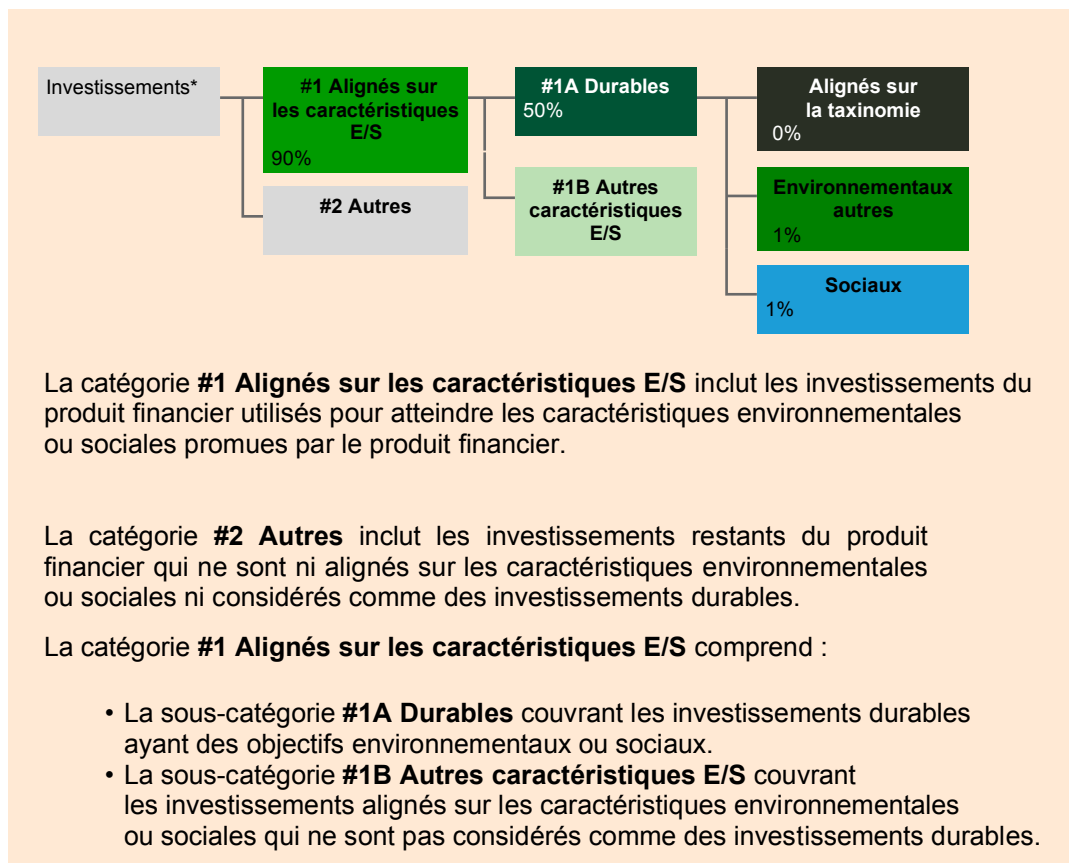 Investissements*
#1 Alignés sur
les caractéristiques
E/S
90%
#2 Autres
#1A Durables
50%
#1B Autres
caractéristiques
E/S
Alignés sur
la taxinomie
0%
Environnementaux
autres
1%
Sociaux
1%
La catégorie #1 Alignés sur les caractéristiques E/S inclut les investissements du
produit financier utilisés pour atteindre les caractéristiques environnementales
ou sociales promues par le produit financier.
La catégorie #2 Autres inclut les investissements restants du produit
financier qui ne sont ni alignés sur les caractéristiques environnementales
ou sociales ni considérés comme des investissements durables.
La catégorie #1 Alignés sur les caractéristiques E/S comprend :
• La sous-catégorie #1A Durables couvrant les investissements durables
ayant des objectifs environnementaux ou sociaux.
• La sous-catégorie #1B Autres caractéristiques E/S couvrant
les investissements alignés sur les caractéristiques environnementales
ou sociales qui ne sont pas considérés comme des investissements durables.